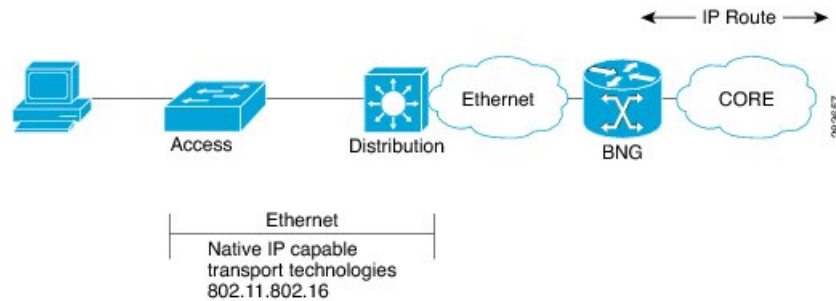 IP Route
Ethernet
CORE
Access
Distribution
BNG
Ethernet
Native IP capable
transport technologies
802.11.802.16